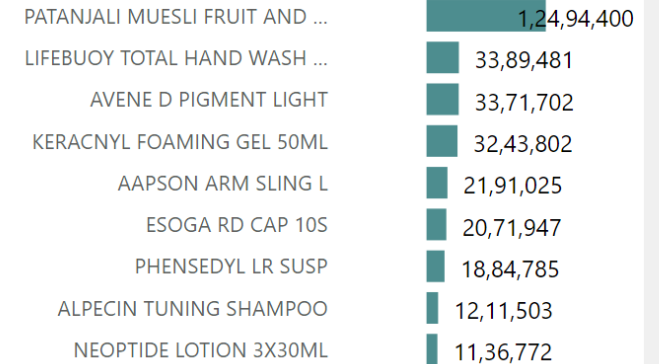 PATANJALI MUESLI FRUIT AND ... 1,24,94,400
LIFEBUOY TOTAL HAND WASH ... 33,89,481
AVENE D PIGMENT LIGHT 33,71,702
KERACNYL FOAMING GEL 50ML 32,43,802
AAPSON ARM SLING L 21,91,025
ESOGA RD CAP 10S 20,71,947
PHENSEDYL LR SUSP 18,84,785
ALPECIN TUNING SHAMPOO 12,11,503
NEOPTIDE LOTION 3X30ML 11,36,772